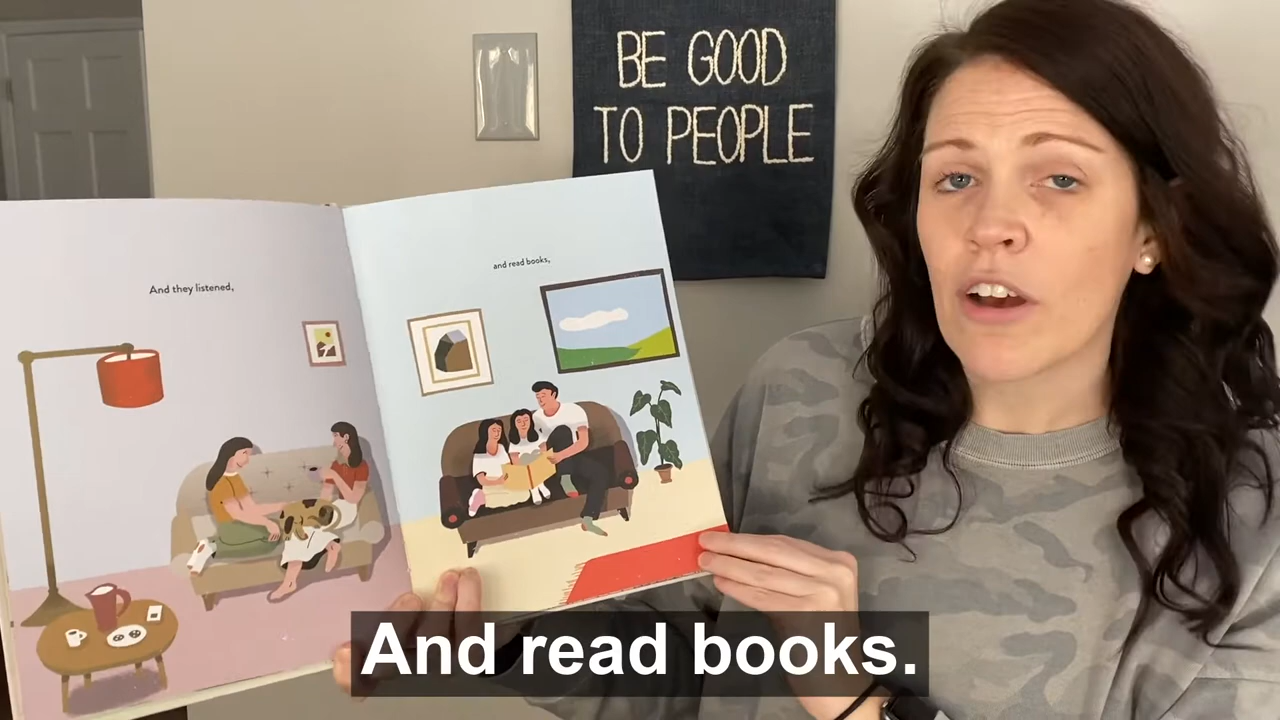 BE GOOD
TO PEOPLE
And they listened,
and read books,
And read books.